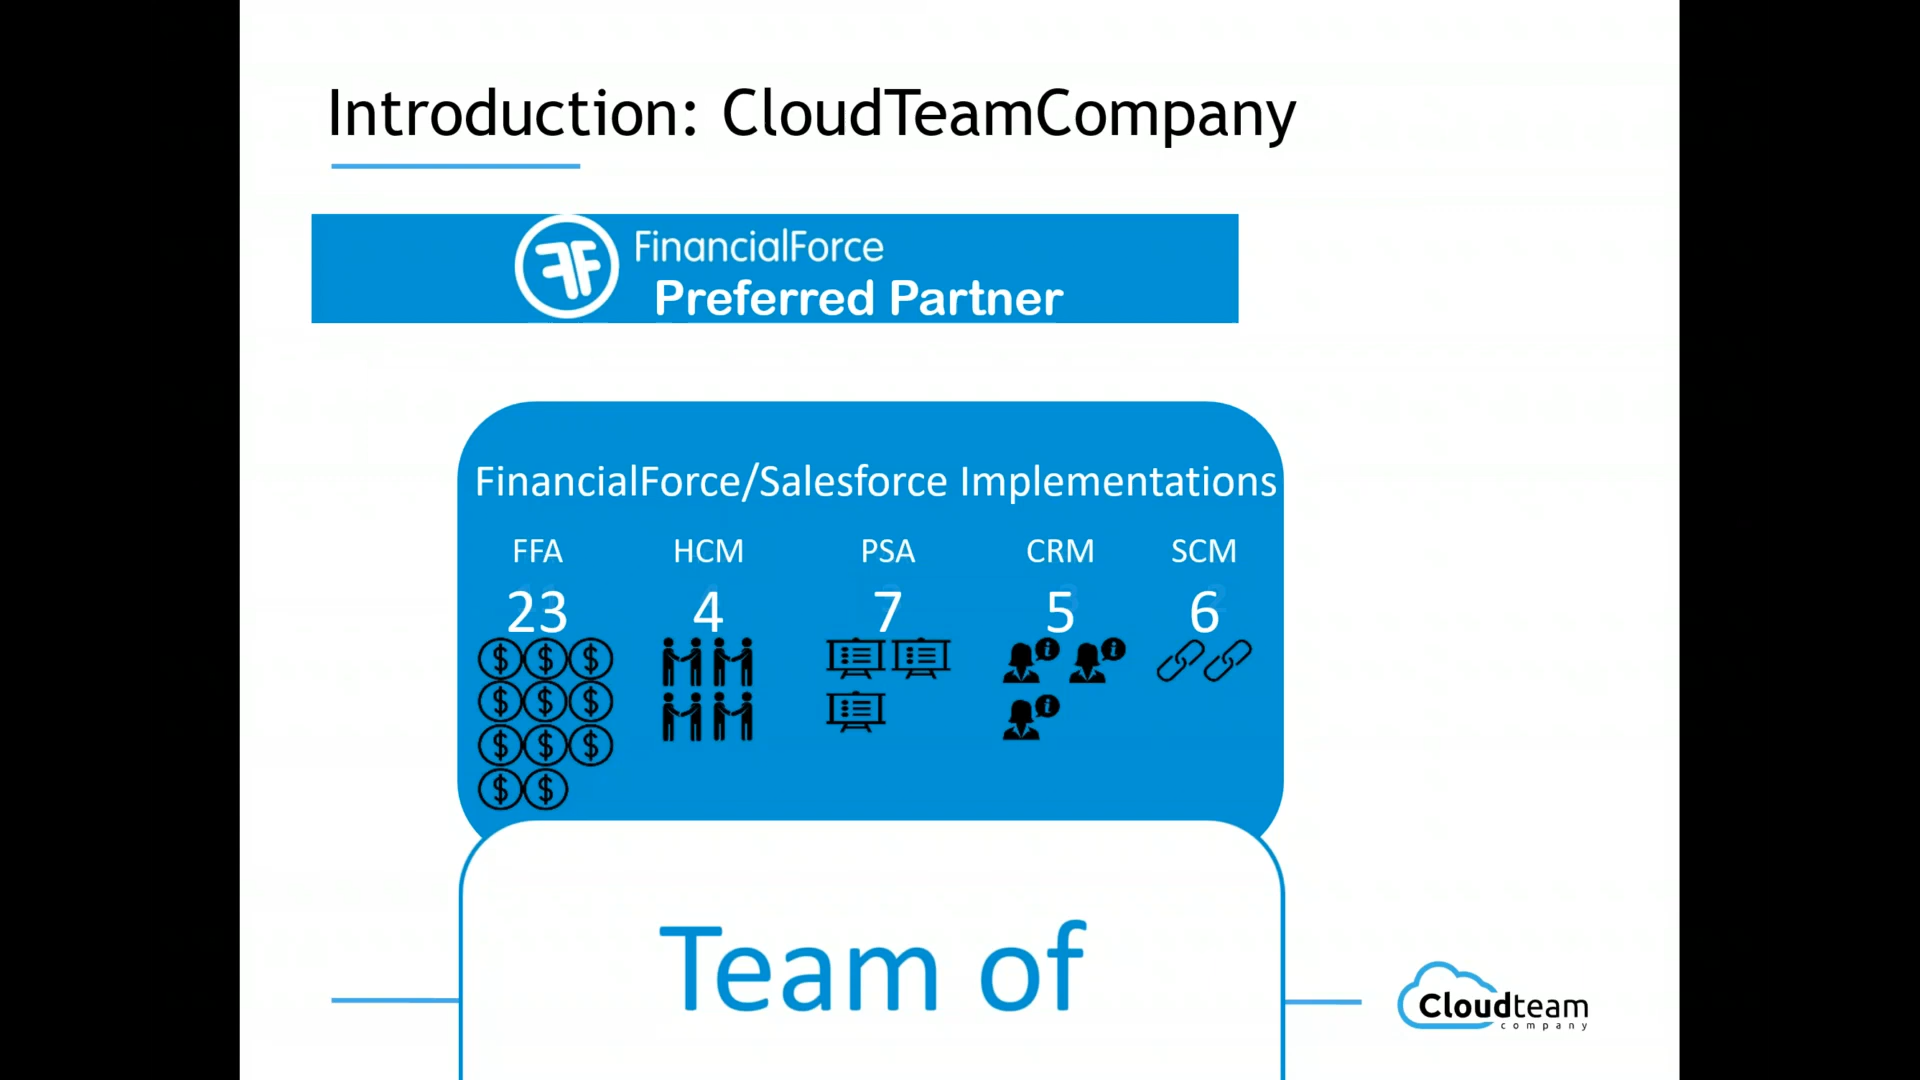 Introduction: CloudTeamCompany
FinancialForce
Preferred Partner
FinancialForce/Salesforce Implementations
FFA HCM PSA CRM SCM
23 4 7 5 6
Team of
Cloudteam
company